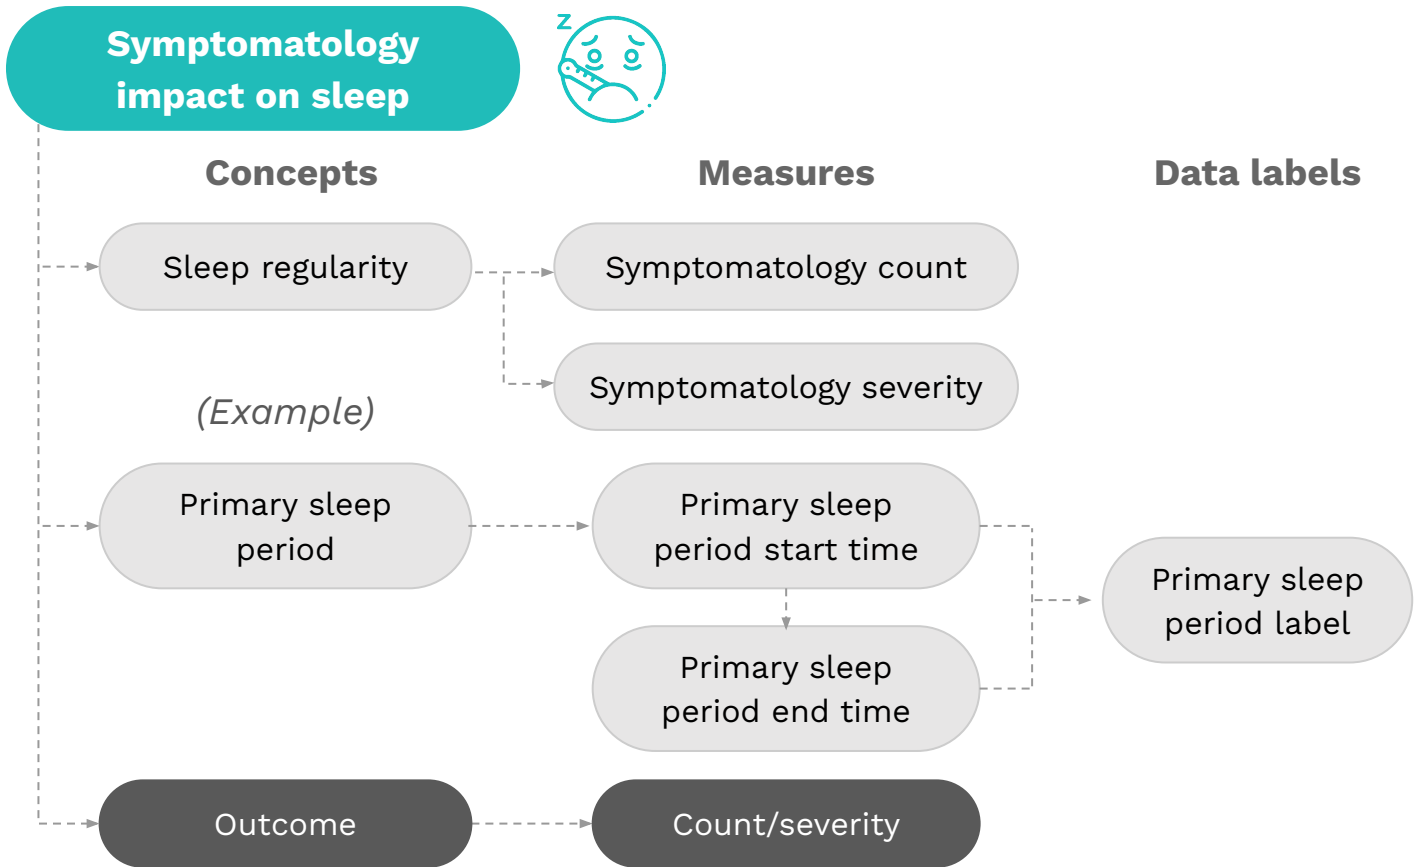 Symptomatology
impact on sleep
z
Concepts
Measures
Data labels
Sleep regularity
Symptomatology count
Symptomatology severity
(Example)
Primary sleep
period
Primary sleep
period start time
Primary sleep
period label
Primary sleep
period end time
Outcome
Count/severity